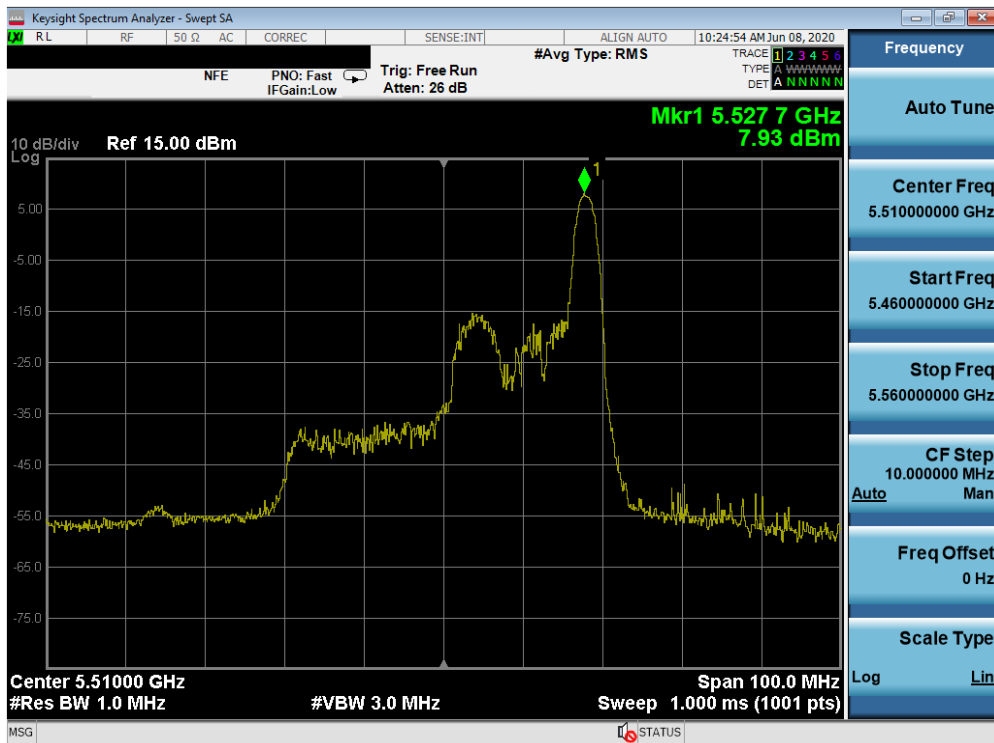 Keysight Spectrum Analyzer - Swept SA
LXI RL RF 50 Ω AC CORREC SENSE:INT ALIGN AUTO 10:24:54 AM Jun 08, 2020
#Avg Type: RMS
TRACE 1 2 3 4 5 6
NFE PNO: Fast Trig: Free Run
TYPE A WWWWW
IFGain:Low Atten: 26 dB
DET A N N N N N
Mkr1 5.527 7 GHz
7.93 dBm
10 dB/div Ref 15.00 dBm
Log
1
5.00
-5.00
-15.0
-25.0
-35.0
-45.0
-55.0
-65.0
-75.0
Center 5.51000 GHz Span 100.0 MHz
#Res BW 1.0 MHz #VBW 3.0 MHz Sweep 1.000 ms (1001 pts)
MSG STATUS
Frequency
Auto Tune
Center Freq
5.510000000 GHz
Start Freq
5.460000000 GHz
Stop Freq
5.560000000 GHz
CF Step
10.000000 MHz
Auto Man
Freq Offset
0 Hz
Scale Type
Log Lin